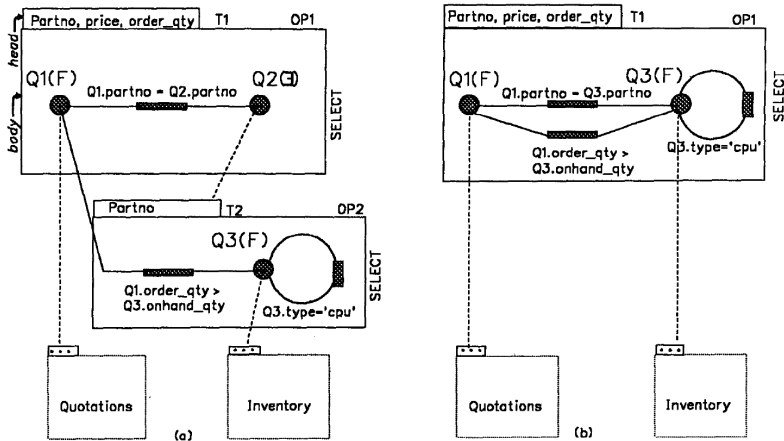 Partno, price, order_qty T1 OP1
head
Q1(F)
Q2(∃)
Q1.partno = Q2.partno
body
SELECT
Partno
T2
OP2
Q3(F)
Q1.order_qty >
Q3.onhand_qty
Q3.type='cpu'
SELECT
Quotations
Inventory
(a)
Partno, price, order_qty T1 OP1
Q1(F)
Q3(F)
Q1.partno = Q3.partno
Q1.order_qty >
Q3.onhand_qty
Q3.type='cpu'
SELECT
Quotations
Inventory
(b)